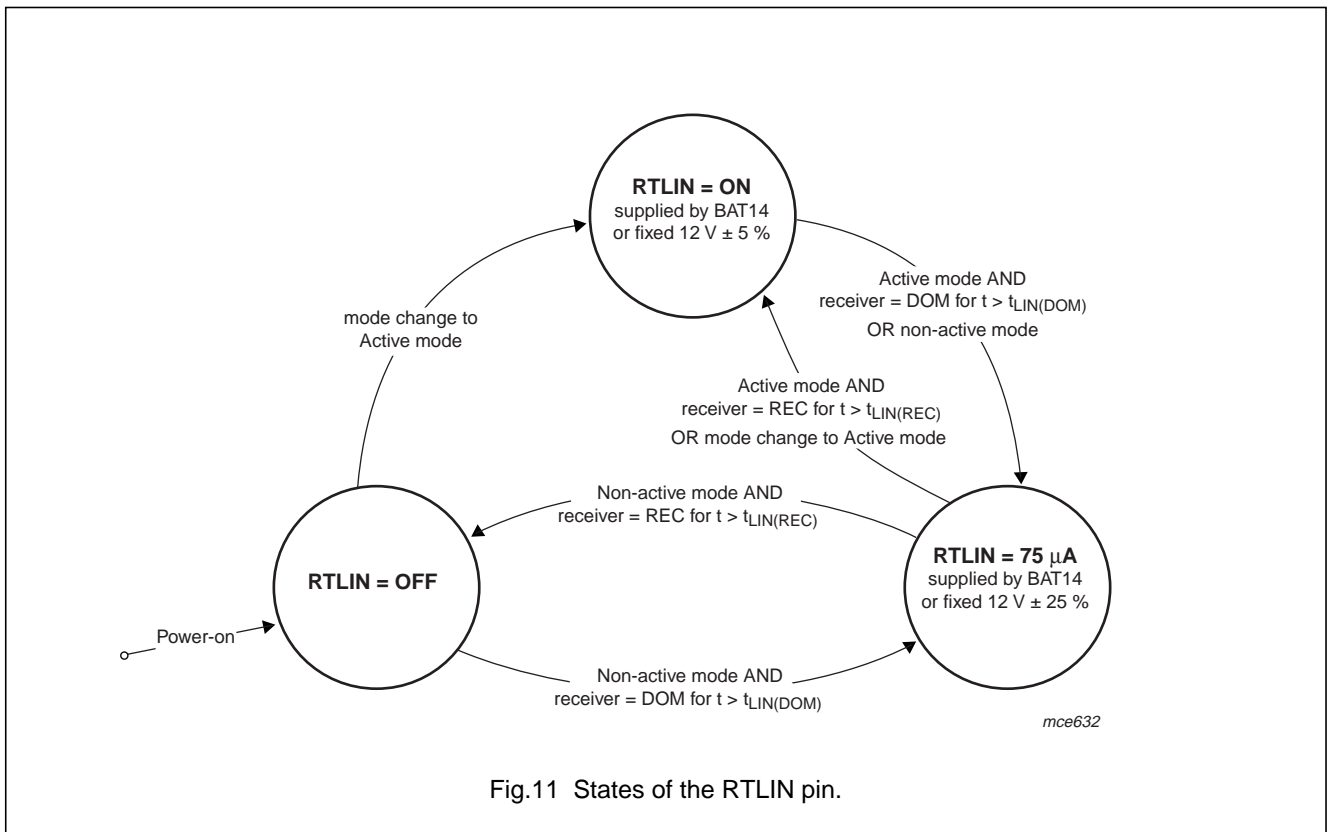 RTLIN = ON
supplied by BAT14
or fixed 12 V ± 5 %
mode change to
Active mode
Active mode AND
receiver = DOM for t > tLIN(DOM)
OR non-active mode
Active mode AND
receiver = REC for t > tLIN(REC)
OR mode change to Active mode
Non-active mode AND
receiver = REC for t > tLIN(REC)
RTLIN = OFF
RTLIN = 75 μA
supplied by BAT14
or fixed 12 V ± 25 %
Power-on
Non-active mode AND
receiver = DOM for t > tLIN(DOM)
mce632
Fig.11 States of the RTLIN pin.